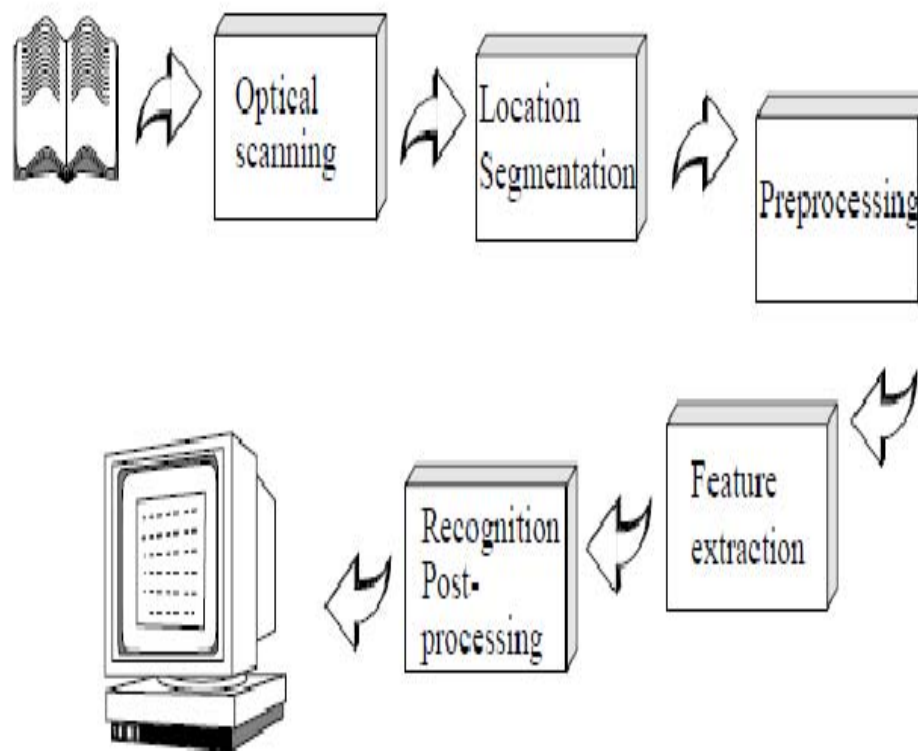 Optical
scanning
Location
Segmentation
Preprocessing
Feature
extraction
Recognition
Post-
processing